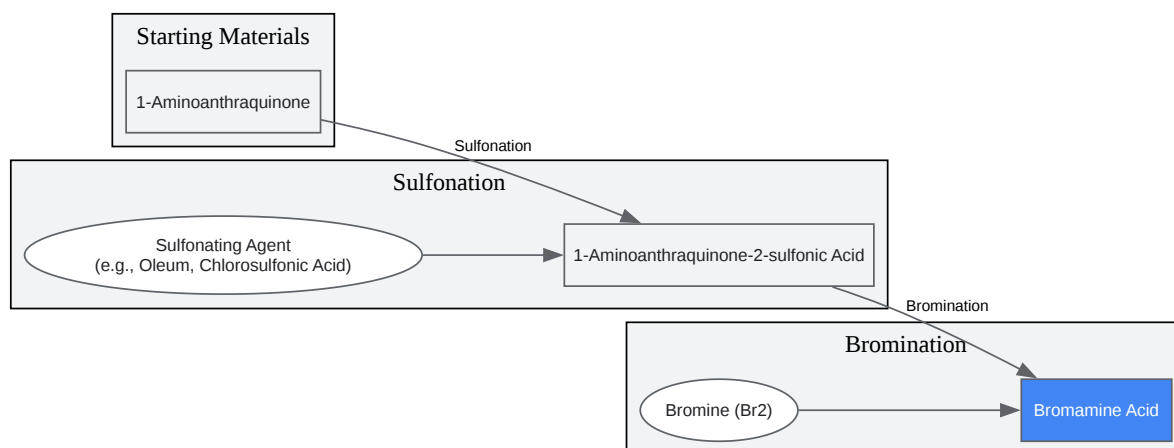 Starting Materials
1-Aminoanthraquinone
Sulfonation
Sulfonation
Sulfonating Agent
(e.g., Oleum, Chlorosulfonic Acid)
1-Aminoanthraquinone-2-sulfonic Acid
Bromination
Bromination
Bromine (Br2)
Bromamine Acid